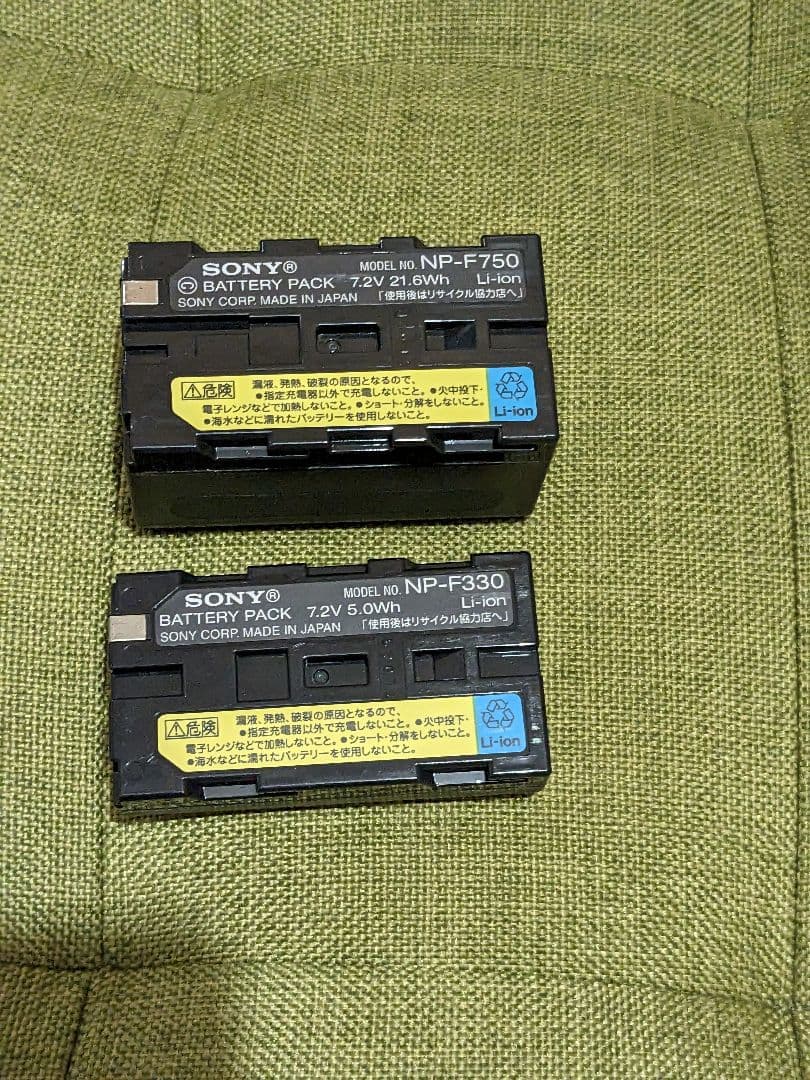 SONY® MODEL NO. NP-F750
BATTERY PACK 7.2V 21.6Wh Li-ion
SONY CORP. MADE IN JAPAN 「使用後はリサイクル協力店へ」
危険 漏液、発熱、破裂の原因となるので、
●指定充電器以外で充電しないこと。●火中投下・
電子レンジなどで加熱しないこと。●ショート・分解をしないこと。
●海水などに濡れたバッテリーを使用しないこと。
Li-ion
SONY® MODEL NO. NP-F330
BATTERY PACK 7.2V 5.0Wh Li-ion
SONY CORP. MADE IN JAPAN 「使用後はリサイクル協力店へ」
危険 漏液、発熱、破裂の原因となるので、
●指定充電器以外で充電しないこと。●火中投下・
電子レンジなどで加熱しないこと。●ショート・分解をしないこと。
●海水などに濡れたバッテリーを使用しないこと。
Li-ion